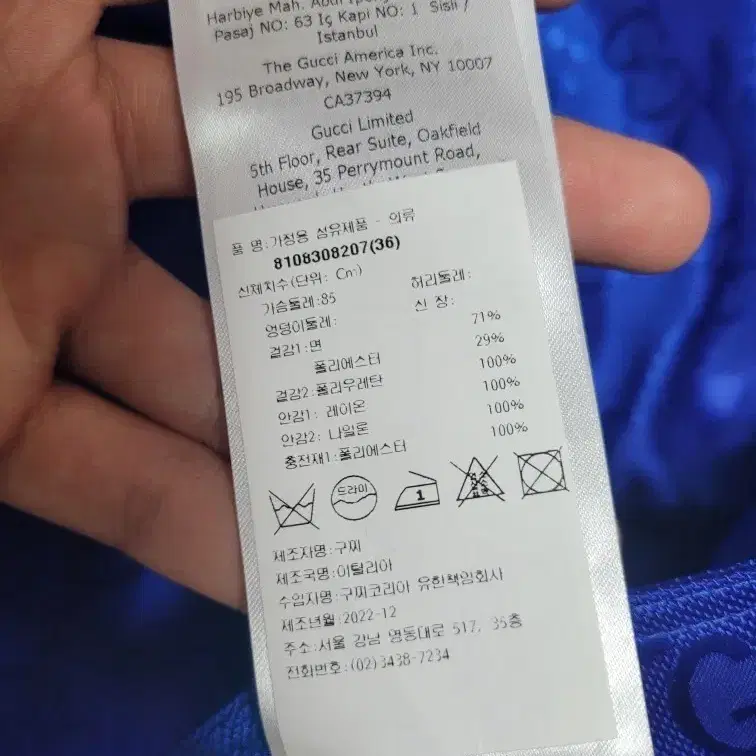 Harbiye Mah.
Pasaj NO: 63 Iç Kapi NO: 1 Sisli /
Istanbul
The Gucci America Inc.
195 Broadway, New York, NY 10007
CA37394
Gucci Limited
5th Floor, Rear Suite, Oakfield
House, 35 Perrymount Road,
품 명:가정용 섬유제품 - 의류
8108308207(36)
신체치수(단위: Cm)
가슴둘레:85 허리둘레:
엉덩이둘레: 신 장:
겉감1:면 71%
폴리에스터 29%
겉감2:폴리우레탄 100%
안감1: 레이온 100%
안감2: 나일론 100%
충전재1:폴리에스터 100%
드라이
1
제조자명:구찌
제조국명:이탈리아
수입자명:구찌코리아 유한책임회사
제조년월:2022-12
주소:서울 강남 영동대로 517, 35층
전화번호:(02)3438-7234